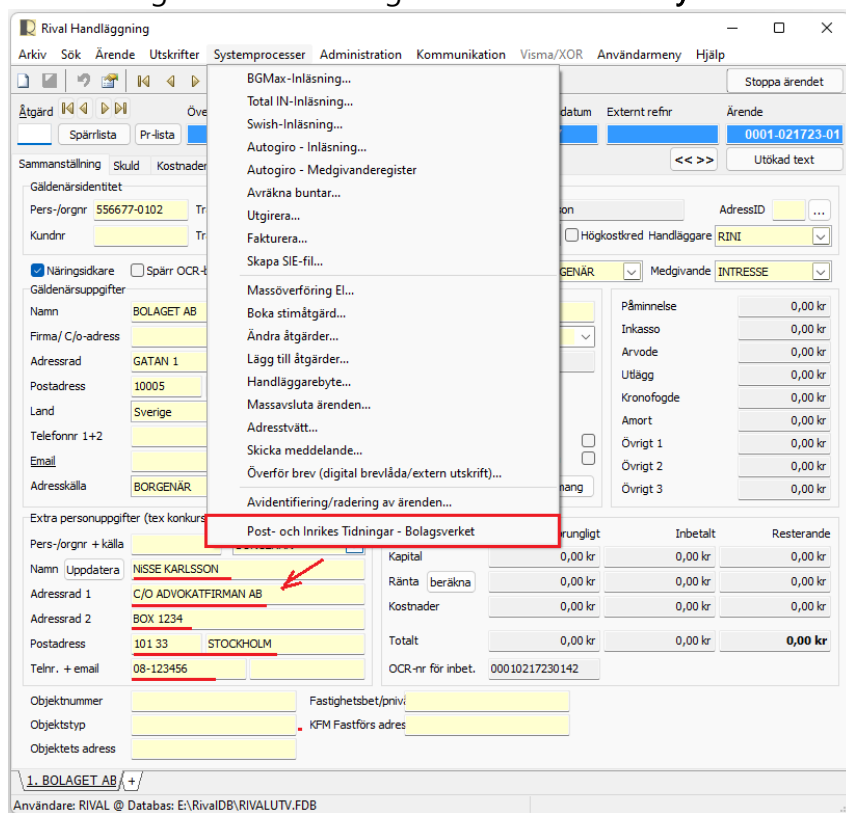 Rival Handläggning
Arkiv Sök Ärende Utskrifter Systemprocesser Administration Kommunikation Visma/XOR Användarmeny Hjälp
Stoppa ärendet
Åtgärd
datum Externt refnr Ärende
Spärrlista Pr-lista 0001-021723-01
Sammanställning Skuld Kostnader << >> Utökad text
BGMax-Inläsning...
Total IN-Inläsning...
Swish-Inläsning...
Autogiro - Inläsning...
Autogiro - Medgivanderegister
Avräkna buntar...
Utgirera...
Fakturera...
Skapa SIE-fil...
Massöverföring EI...
Boka stimåtgärd...
Ändra åtgärder...
Lägg till åtgärder...
Handläggarebyte...
Massavsluta ärenden...
Adresstvätt...
Skicka meddelande...
Överför brev (digital brevlåda/extern utskrift)...
Avidentifiering/radering av ärenden...
Post- och Inrikes Tidningar - Bolagsverket
Gäldenärsidentitet
Pers-/orgnr 556677-0102 AdressID ...
Kundnr Högkostkred Handläggare RINI
Näringsidkare Medgivande INTRESSE
Gäldenärsuppgifter
Namn BOLAGET AB Påminnelse 0,00 kr
Firma/ C/o-adress Inkasso 0,00 kr
Adressrad GATAN 1 Arvode 0,00 kr
Postadress 10005 Utlägg 0,00 kr
Land Sverige Kronofogde 0,00 kr
Telefonnr 1+2 Amort 0,00 kr
Email Övrigt 1 0,00 kr
Övrigt 2 0,00 kr
Adresskälla BORGENÄR Övrigt 3 0,00 kr
Extra personuppgifter (tex konkurs
Pers-/orgnr + källa Inbetalt Resterande
Namn Uppdatera NISSE KARLSSON Kapital 0,00 kr 0,00 kr 0,00 kr
Adressrad 1 C/O ADVOKATFIRMAN AB Ränta beräkna 0,00 kr 0,00 kr 0,00 kr
Adressrad 2 BOX 1234 Kostnader 0,00 kr 0,00 kr 0,00 kr
Postadress 101 33 STOCKHOLM Totalt 0,00 kr 0,00 kr 0,00 kr
Telnr. + email 08-123456 OCR-nr för inbet. 00010217230142
Objektnummer Fastighetsbet/pnivå
Objektstyp KFM Fastförs adres
Objektets adress
1. BOLAGET AB +
Användare: RIVAL @ Databas: E:\RivalDB\RIVALUTV.FDB